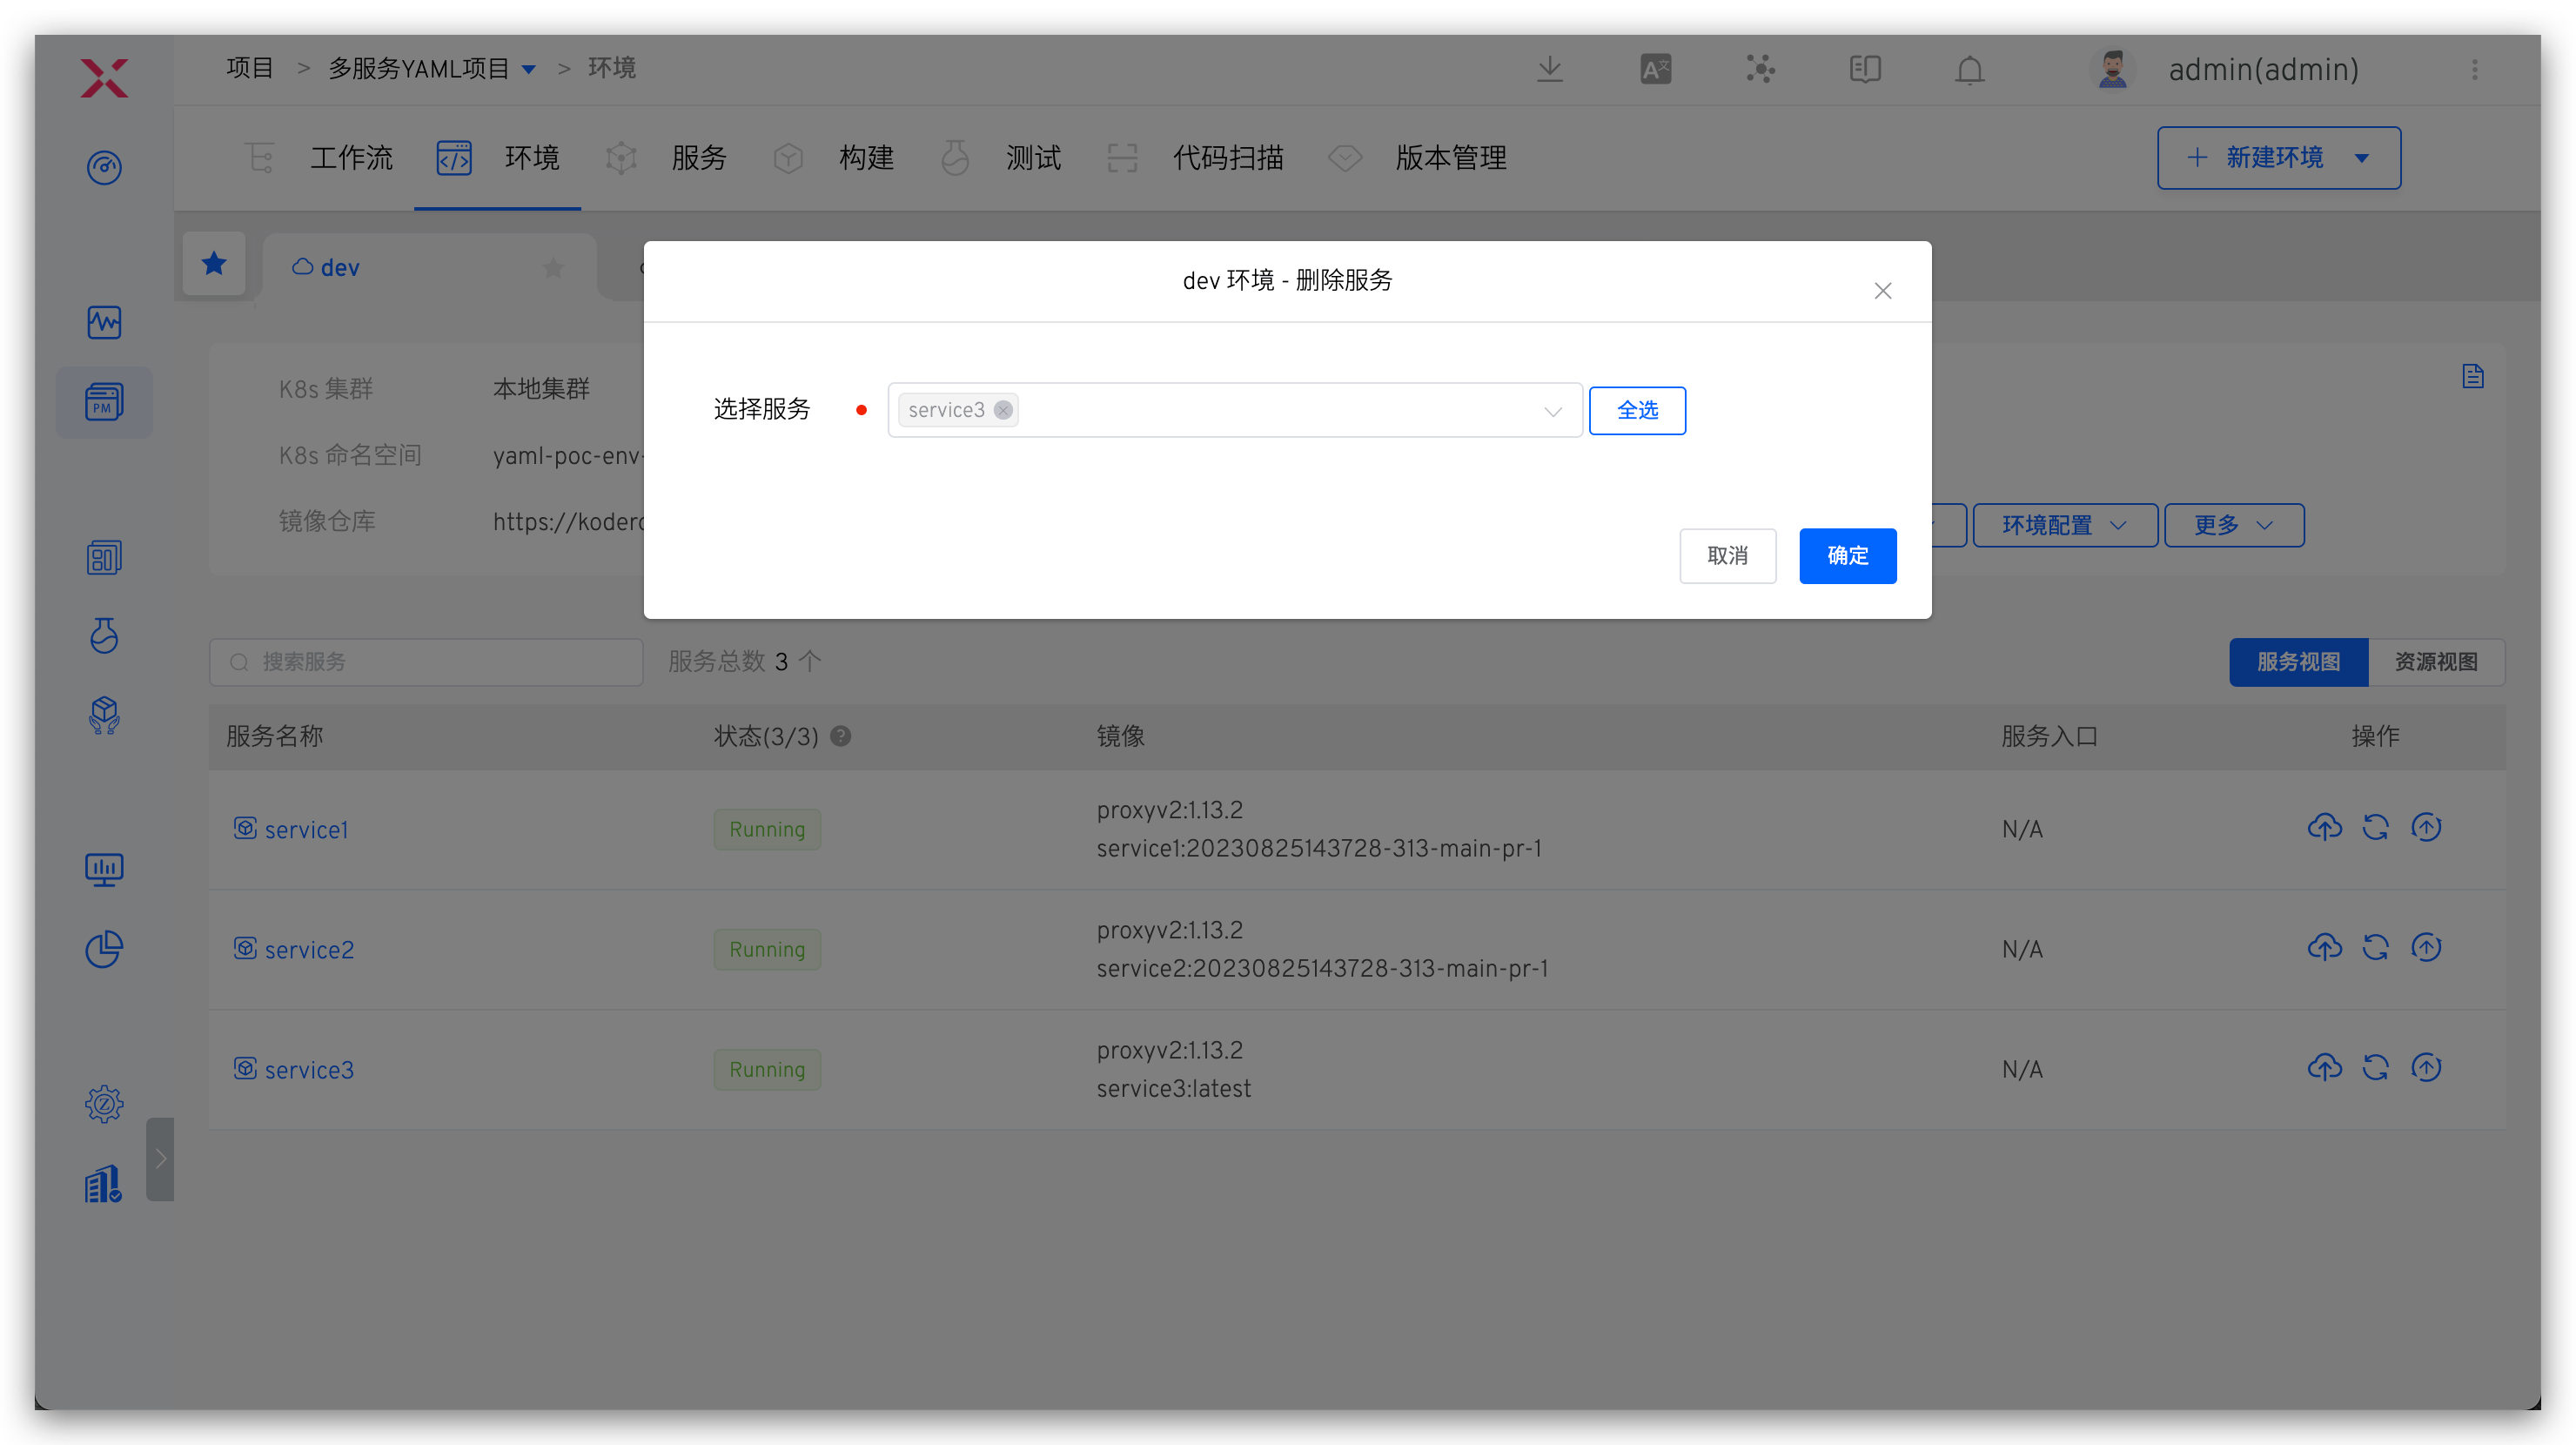 项目 > 多服务YAML项目 > 环境
admin(admin)
工作流 环境 服务 构建 测试 代码扫描 版本管理 新建环境
dev
dev 环境 - 删除服务
选择服务 service3 全选
取消 确定
K8s 集群 本地集群
K8s 命名空间 yaml-poc-env-
镜像仓库 https://koder
环境配置 更多
PM
搜索服务 服务总数 3 个 服务视图 资源视图
服务名称 状态(3/3) 镜像 服务入口 操作
service1 Running proxyv2:1.13.2 N/A
service1:20230825143728-313-main-pr-1
service2 Running proxyv2:1.13.2 N/A
service2:20230825143728-313-main-pr-1
service3 Running proxyv2:1.13.2 N/A
service3:latest